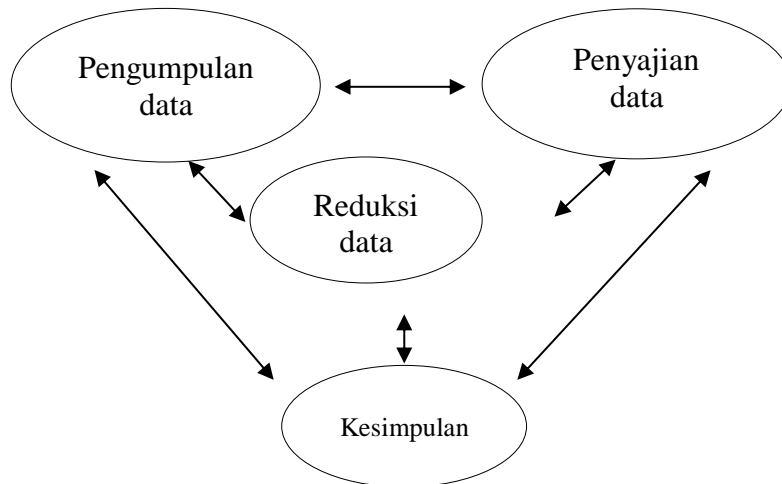 Pengumpulan
data
Penyajian
data
Reduksi
data
Kesimpulan